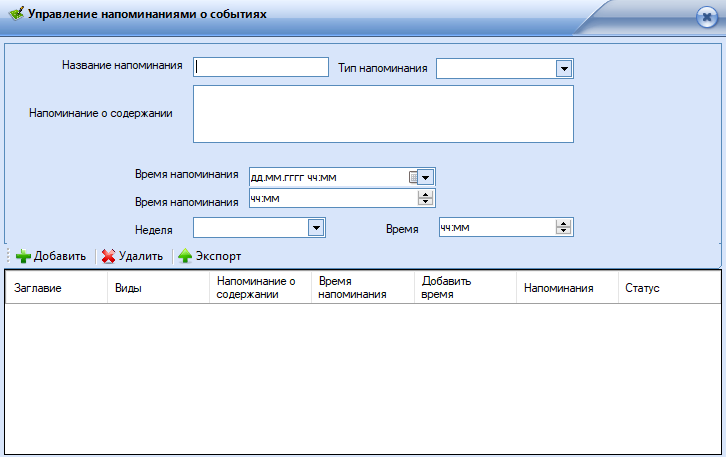 Управление напоминаниями о событиях
Название напоминания
Тип напоминания
Напоминание о содержании
Время напоминания
дд.мм.гггг чч:мм
Время напоминания
чч:мм
Неделя
Время
чч:мм
Добавить
Удалить
Экспорт
Заглавие
Виды
Напоминание о
содержании
Время
напоминания
Добавить
время
Напоминания
Статус